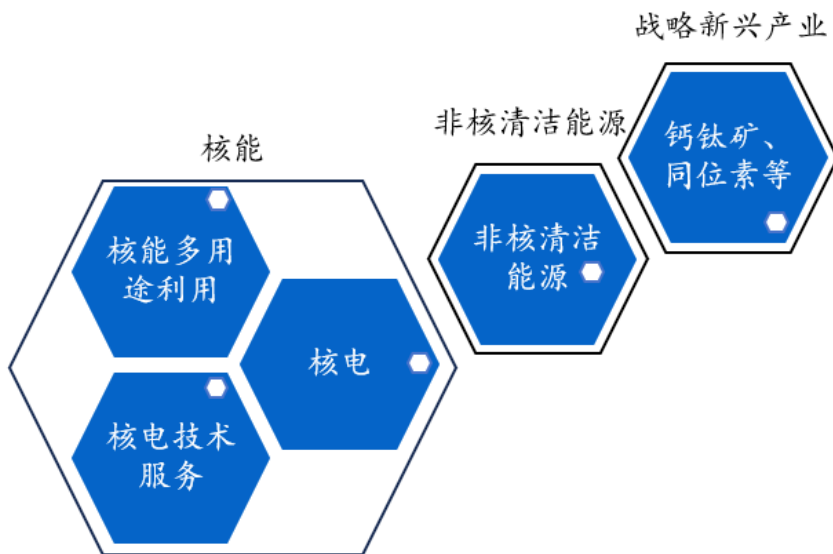 战略新兴产业
钙钛矿、
同位素等
非核清洁能源
非核清洁
能源
核能
核能多用
途利用
核电
核电技术
服务